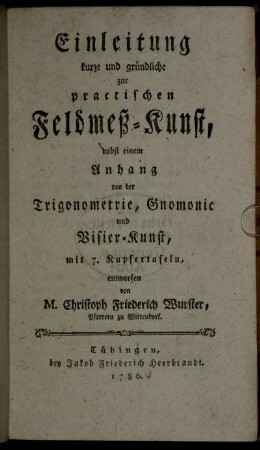 Einleitung
kurze und gründliche
zur
practischen
Feldmeß-Kunst,
nebst einem
Anhang
von der
Trigonometrie, Gnomonic
und
Visier-Kunst,
mit 7. Kupfertafeln,
entworfen
von
M. Christoph Friederich Wurster,
Pfarrern zu Wittendorf.
Tübingen,
bey Jakob Friederich Heerbrandt.
1786.